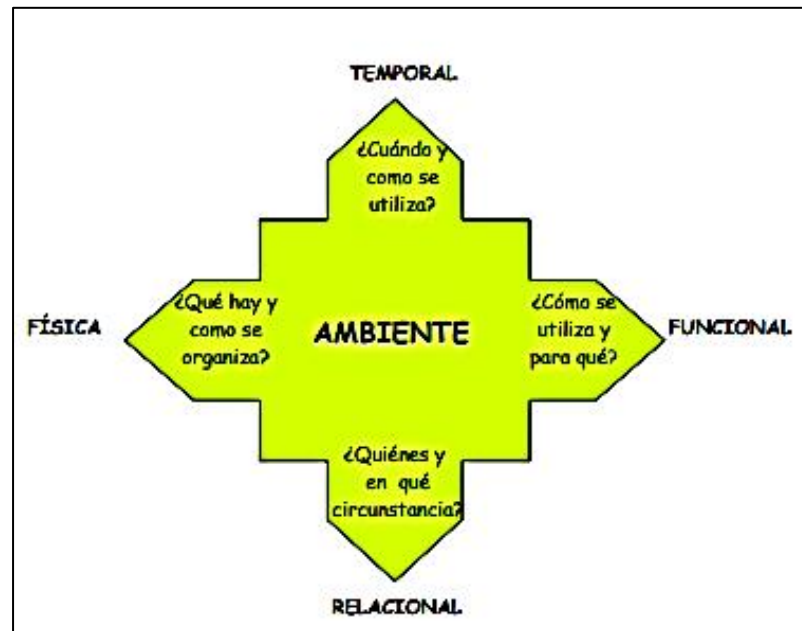 TEMPORAL
¿Cuándo y
como se
utiliza?
FÍSICA
¿Qué hay y
como se
organiza?
AMBIENTE
¿Cómo se
utiliza y
para qué?
FUNCIONAL
¿Quiénes y
en qué
circunstancia?
RELACIONAL